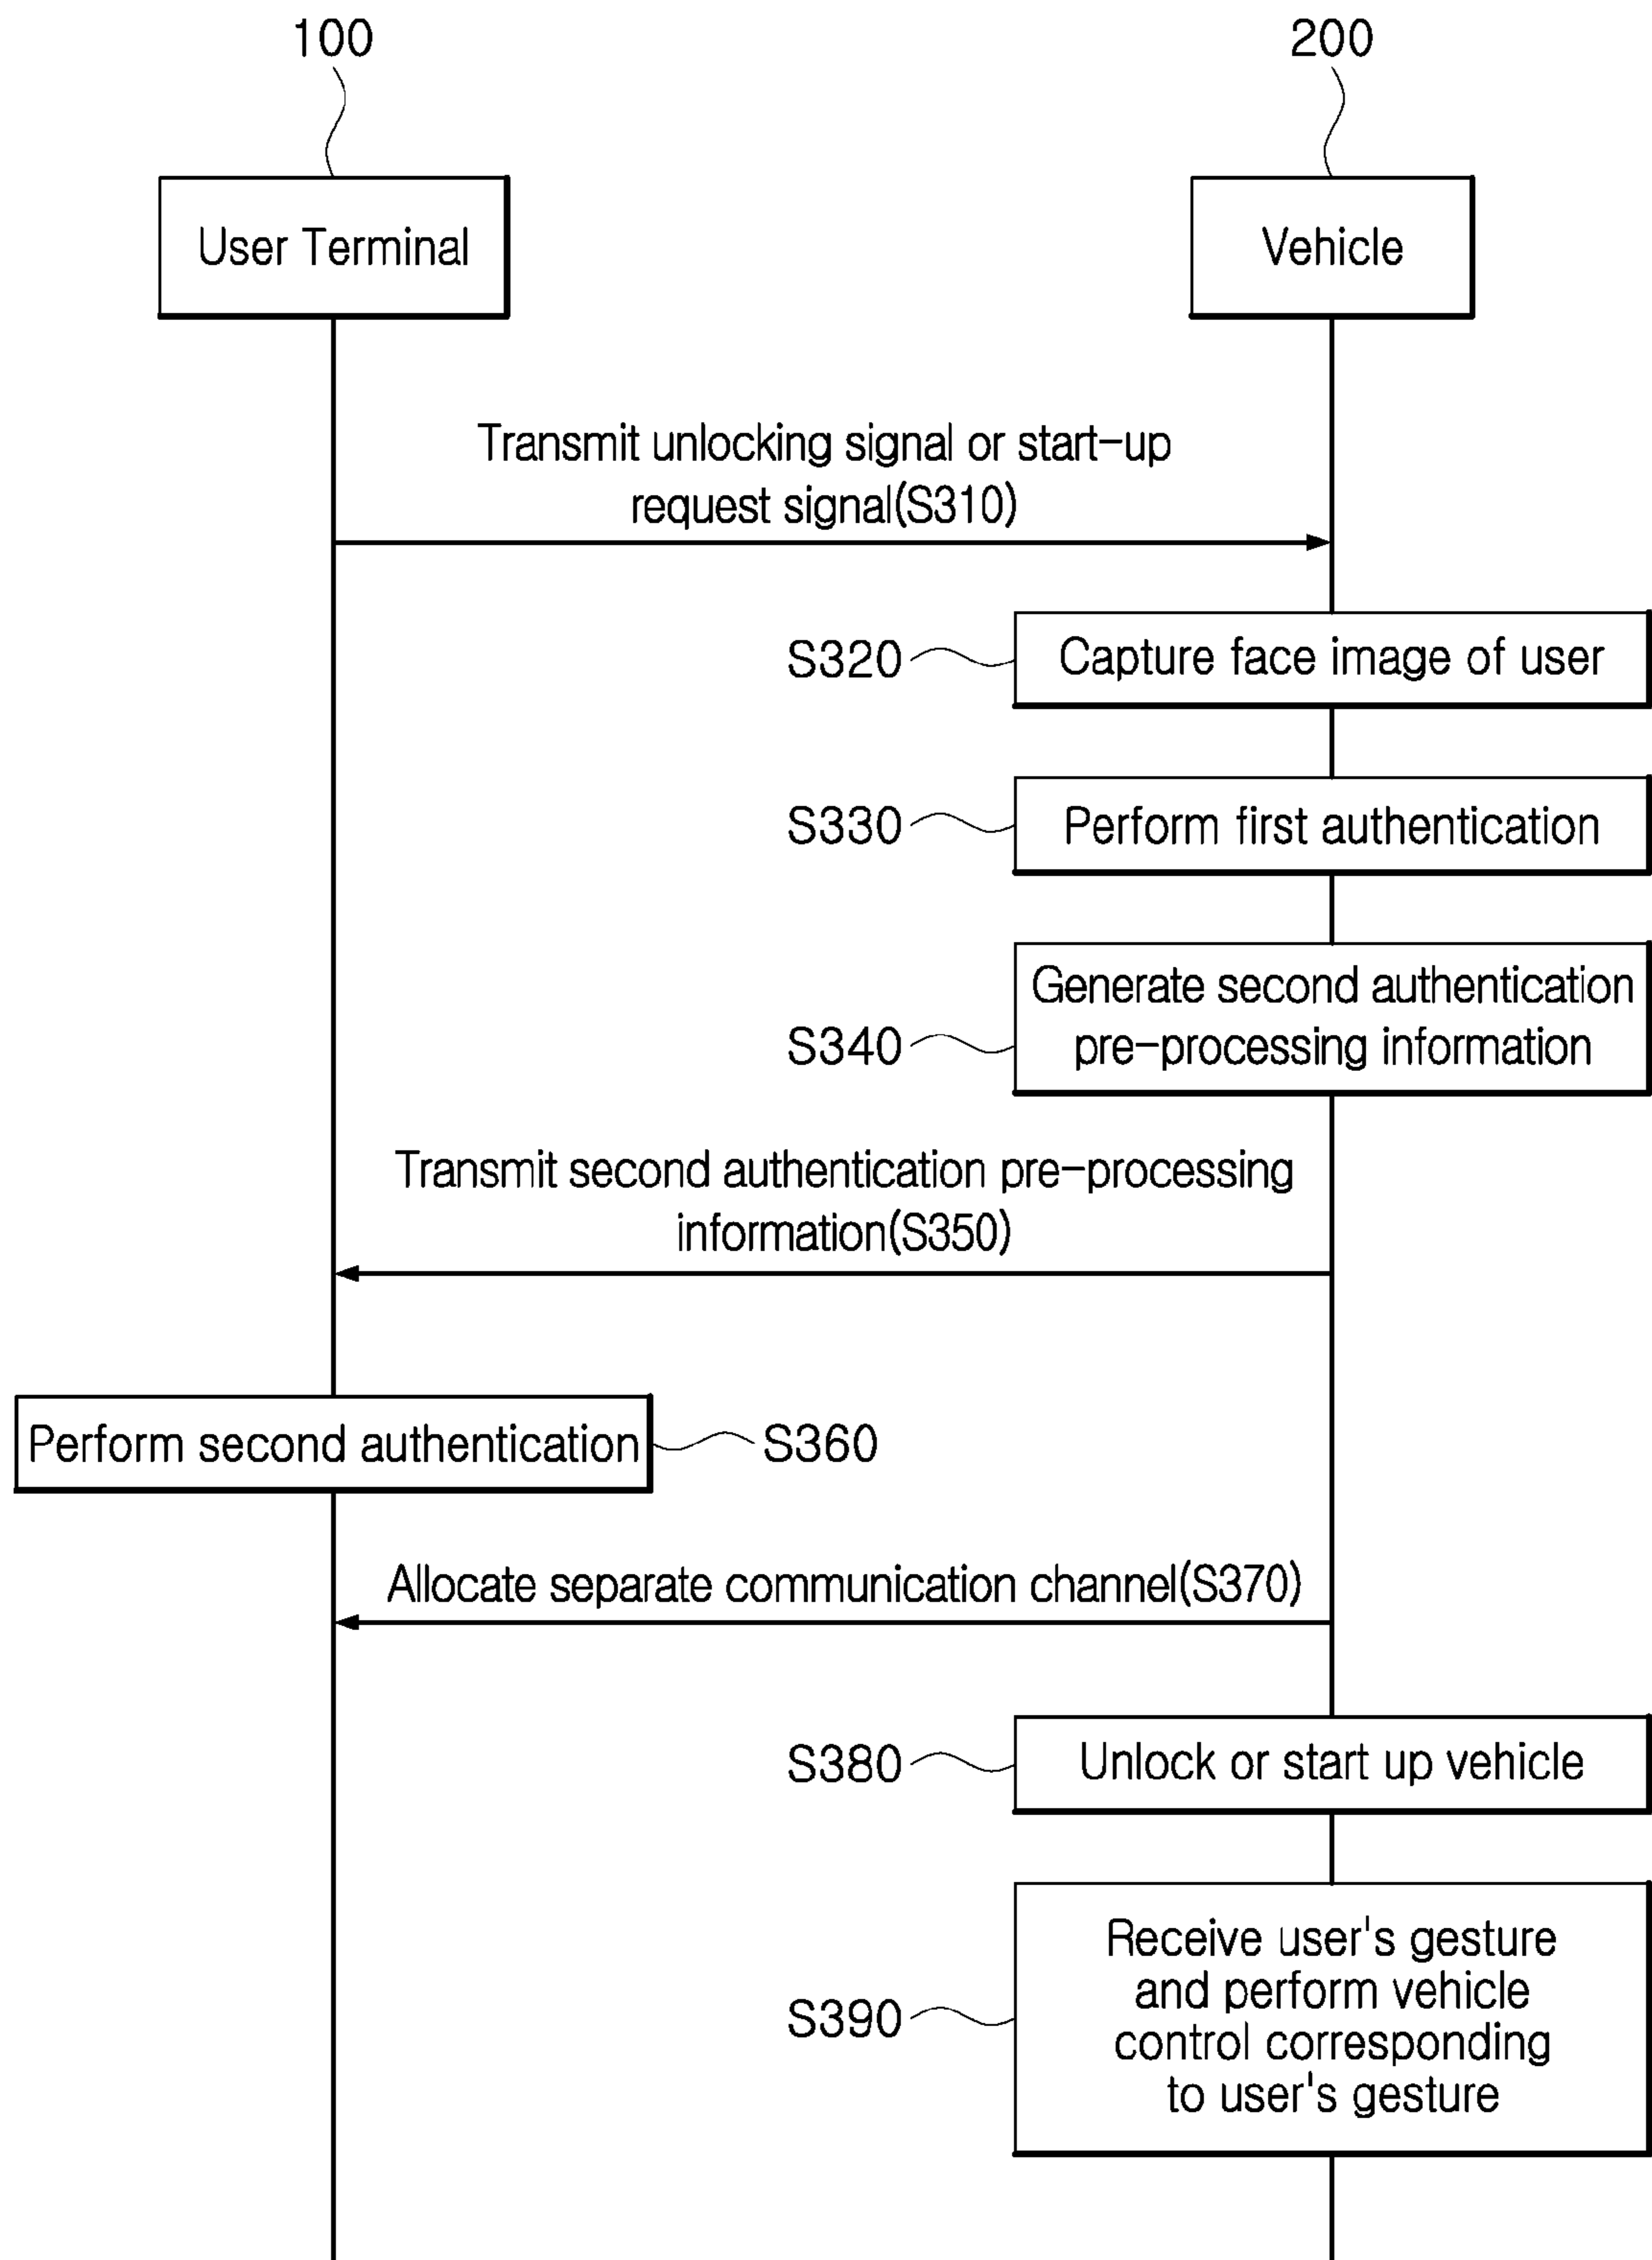 100
200
User Terminal
Vehicle
Transmit unlocking signal or start-up
request signal(S310)
S320
Capture face image of user
S330
Perform first authentication
S340
Generate second authentication
pre-processing information
Transmit second authentication pre-processing
information(S350)
Perform second authentication
S360
Allocate separate communication channel(S370)
S380
Unlock or start up vehicle
S390
Receive user's gesture
and perform vehicle
control corresponding
to user's gesture